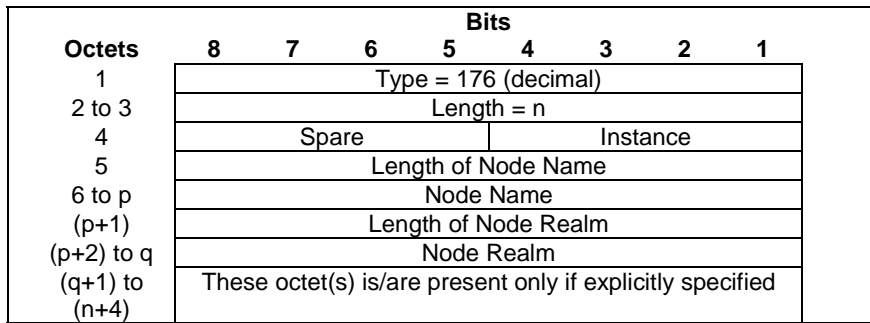 Bits
Octets 8 7 6 5 4 3 2 1
1 Type = 176 (decimal)
2 to 3 Length = n
4 Spare Instance
5 Length of Node Name
6 to p Node Name
(p+1) Length of Node Realm
(p+2) to q Node Realm
(q+1) to These octet(s) is/are present only if explicitly specified
(n+4)